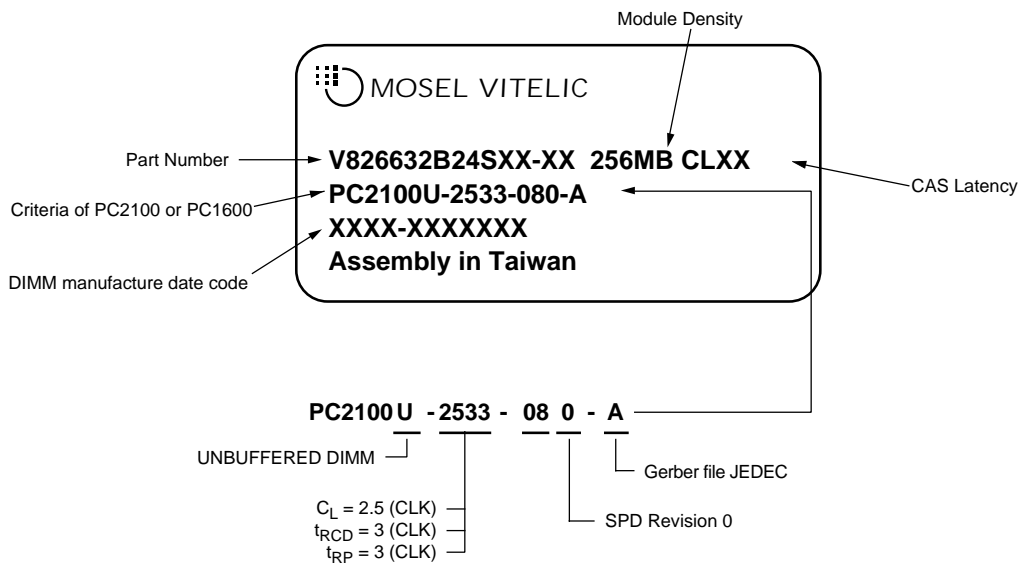 Module Density
MOSEL VITELIC
Part Number
V826632B24SXX-XX 256MB CLXX
CAS Latency
Criteria of PC2100 or PC1600
PC2100U-2533-080-A
XXXX-XXXXXXX
DIMM manufacture date code
Assembly in Taiwan
PC2100 U - 2533 - 08 0 - A
UNBUFFERED DIMM
Gerber file JEDEC
CL = 2.5 (CLK)
tRCD = 3 (CLK)
tRP = 3 (CLK)
SPD Revision 0